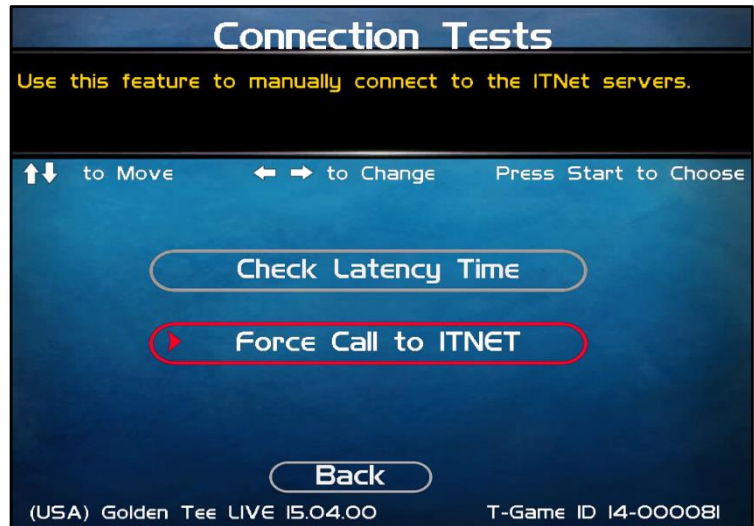 Connection Tests
Use this feature to manually connect to the ITNet servers.
to Move to Change Press Start to Choose
Check Latency Time
Force Call to ITNET
Back
(USA) Golden Tee LIVE 15.04.00 T-Game ID 14-000081